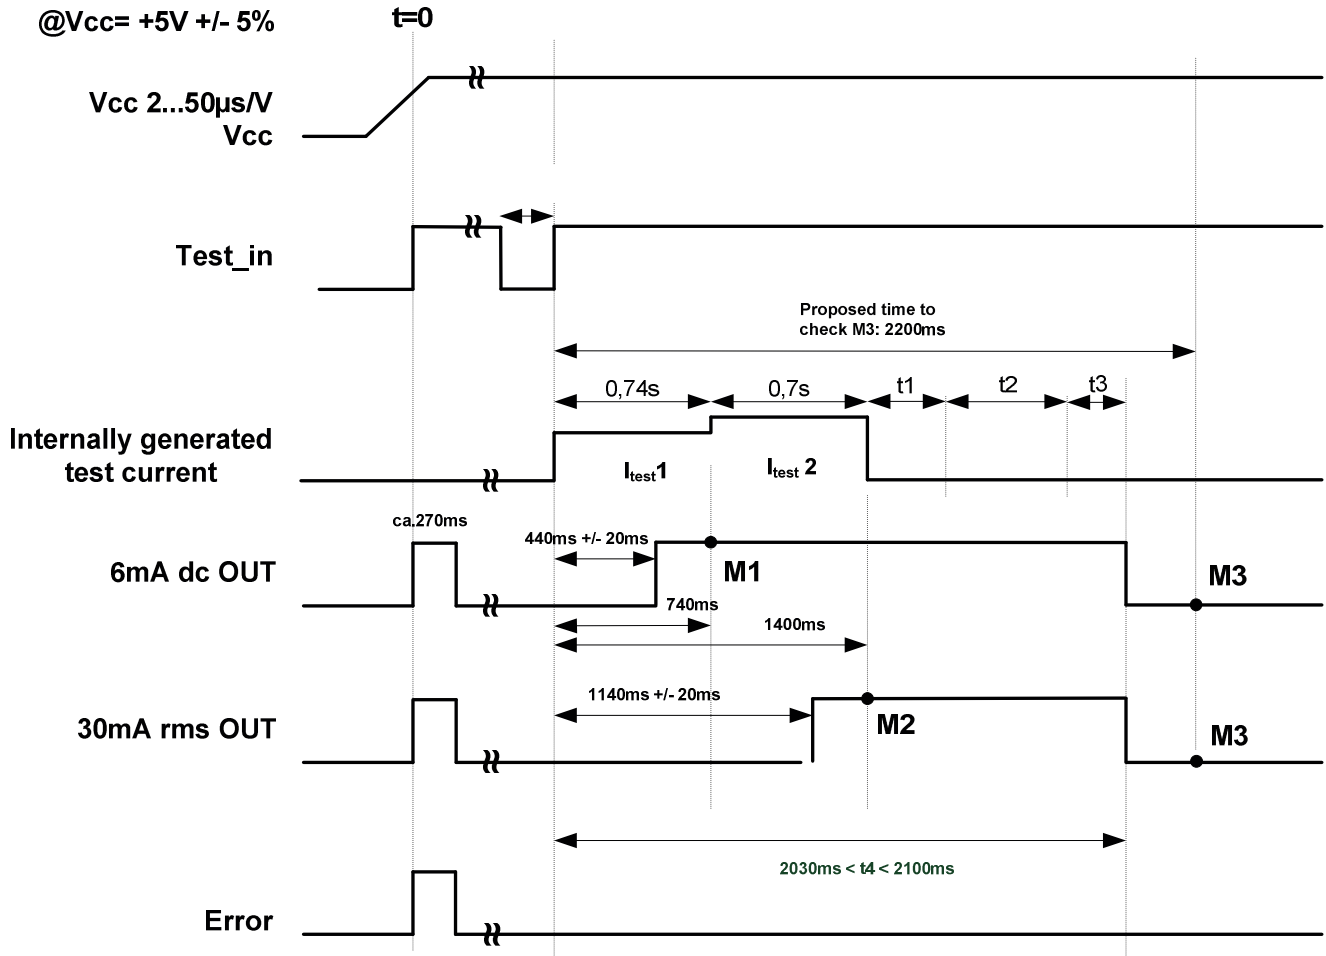 @Vcc= +5V +/- 5%
t=0
Vcc 2...50µs/V
Vcc
Test_in
Proposed time to
check M3: 2200ms
0,74s
0,7s
t1
t2
t3
Internally generated
test current
Itest1
Itest 2
ca.270ms
440ms +/- 20ms
6mA dc OUT
M1
M3
740ms
1400ms
1140ms +/- 20ms
30mA rms OUT
M2
M3
2030ms < t4 < 2100ms
Error